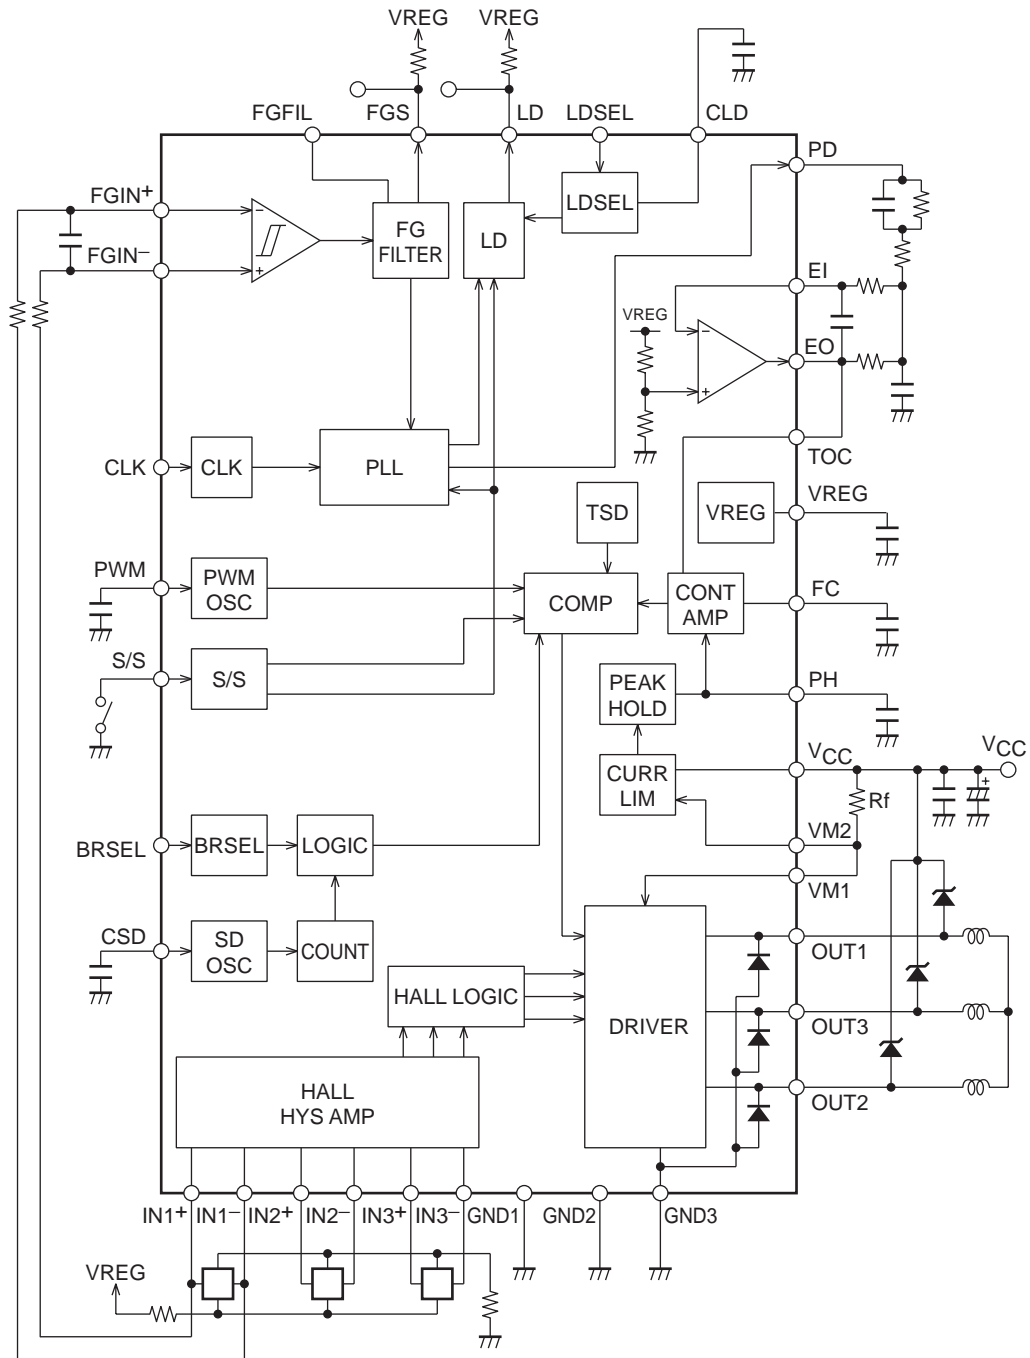 VREG VREG
FGFIL FGS LD LDSEL CLD
PD
FGIN+
LDSEL
FG
FILTER
LD
FGIN−
EI
VREG
EO
CLK
CLK
PLL
TOC
TSD
VREG
VREG
PWM
PWM
OSC
COMP
CONT
AMP
FC
S/S
S/S
PEAK
HOLD
PH
VCC
VCC
CURR
LIM
Rf
BRSEL
BRSEL
LOGIC
VM2
VM1
CSD
SD
OSC
COUNT
OUT1
HALL LOGIC
DRIVER
OUT3
HALL
HYS AMP
OUT2
IN1+ IN1− IN2+ IN2− IN3+ IN3− GND1 GND2 GND3
VREG
− + − + +